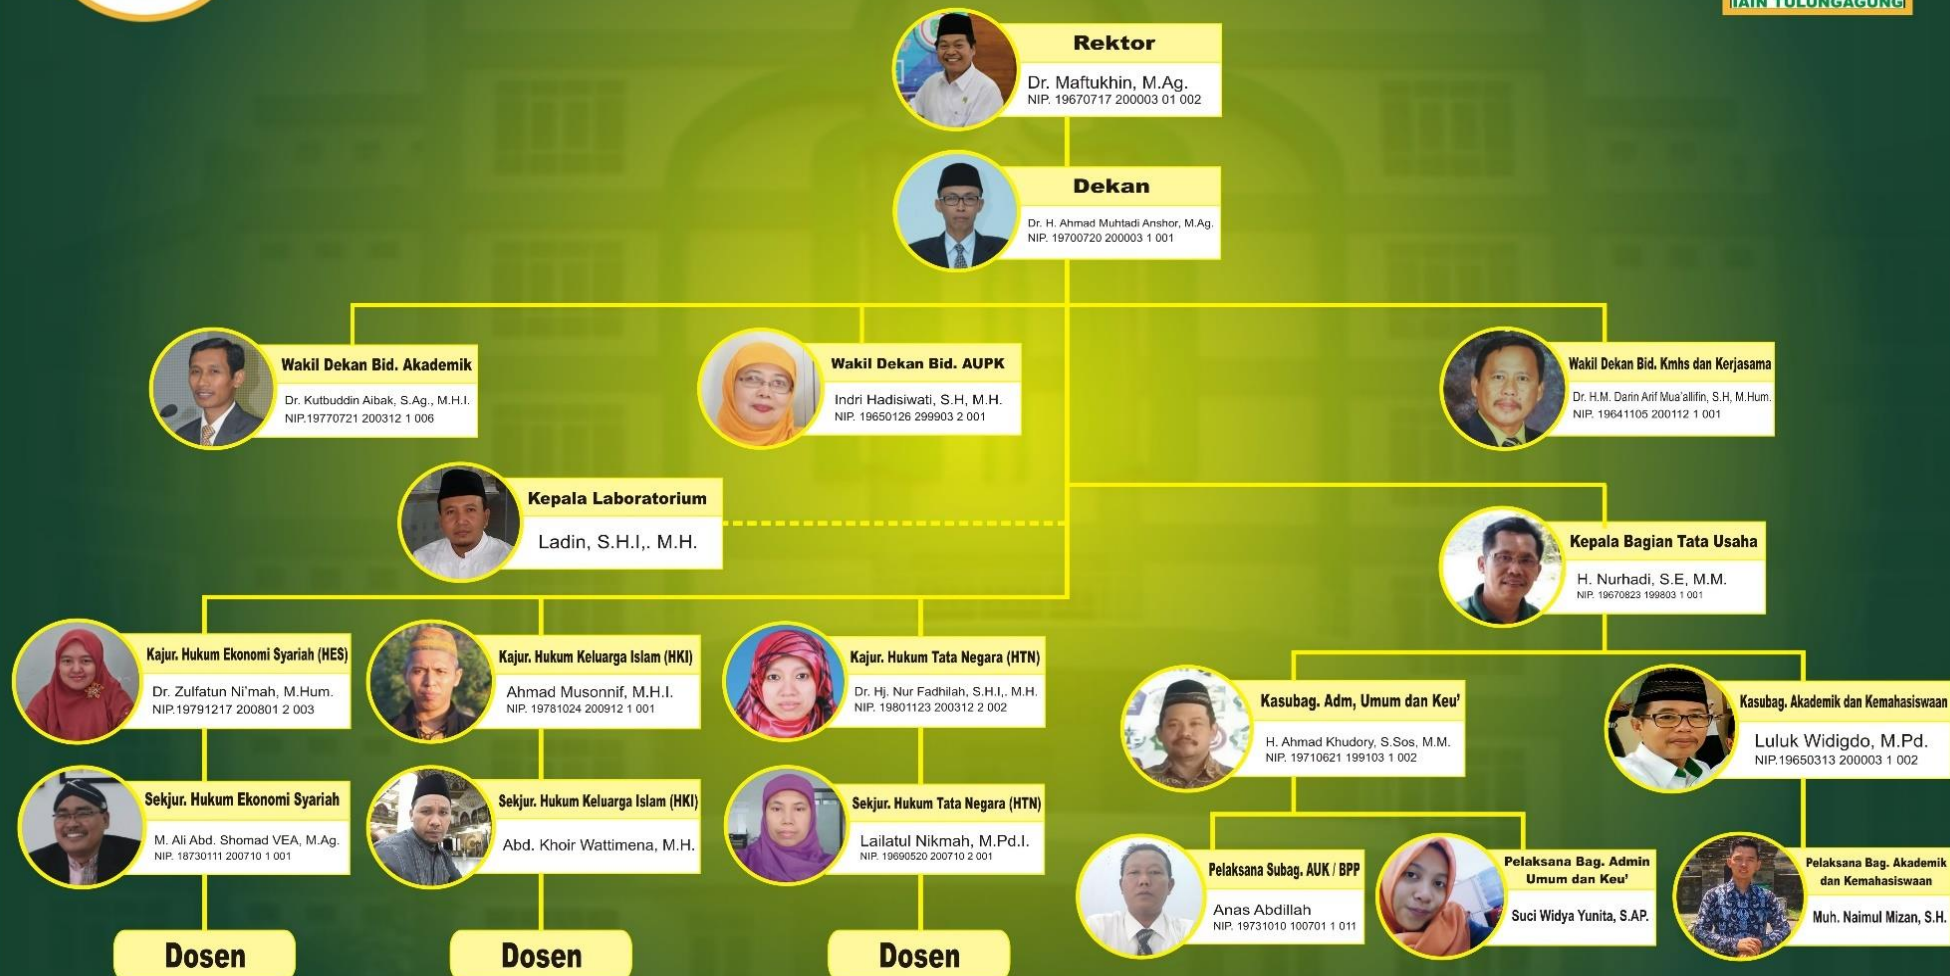 IAIN TULUNGAGUNG
Rektor
Dr. Maftukhin, M.Ag.
NIP. 19670717 200003 01 002
Dekan
Dr. H. Ahmad Muhtadi Anshor, M.Ag.
NIP. 19700720 200003 1 001
Wakil Dekan Bid. Akademik
Dr. Kutbuddin Aibak, S.Ag., M.H.I.
NIP.19770721 200312 1 006
Wakil Dekan Bid. AUPK
Indri Hadisiwati, S.H, M.H.
NIP. 19650126 299903 2 001
Wakil Dekan Bid. Kmhs dan Kerjasama
Dr. H.M. Darin Arif Mua'allifin, S.H, M.Hum.
NIP. 19641105 200112 1 001
Kepala Laboratorium
Ladin, S.H.I,. M.H.
Kepala Bagian Tata Usaha
H. Nurhadi, S.E, M.M.
NIP. 19670823 199803 1 001
Kajur. Hukum Ekonomi Syariah (HES)
Dr. Zulfatun Ni'mah, M.Hum.
NIP.19791217 200801 2 003
Kajur. Hukum Keluarga Islam (HKI)
Ahmad Musonnif, M.H.I.
NIP. 19781024 200912 1 001
Kajur. Hukum Tata Negara (HTN)
Dr. Hj. Nur Fadhilah, S.H.I,. M.H.
NIP. 19801123 200312 2 002
Kasubag. Adm, Umum dan Keu'
H. Ahmad Khudory, S.Sos, M.M.
NIP. 19710621 199103 1 002
Kasubag. Akademik dan Kemahasiswaan
Luluk Widigdo, M.Pd.
NIP.19650313 200003 1 002
Sekjur. Hukum Ekonomi Syariah
M. Ali Abd. Shomad VEA, M.Ag.
NIP. 18730111 200710 1 001
Sekjur. Hukum Keluarga Islam (HKI)
Abd. Khoir Wattimena, M.H.
Sekjur. Hukum Tata Negara (HTN)
Lailatul Nikmah, M.Pd.I.
NIP. 19690520 200710 2 001
Pelaksana Subag. AUK / BPP
Anas Abdillah
NIP. 19731010 100701 1 011
Pelaksana Bag. Admin
Umum dan Keu'
Suci Widya Yunita, S.AP.
Pelaksana Bag. Akademik
dan Kemahasiswaan
Muh. Naimul Mizan, S.H.
Dosen
Dosen
Dosen